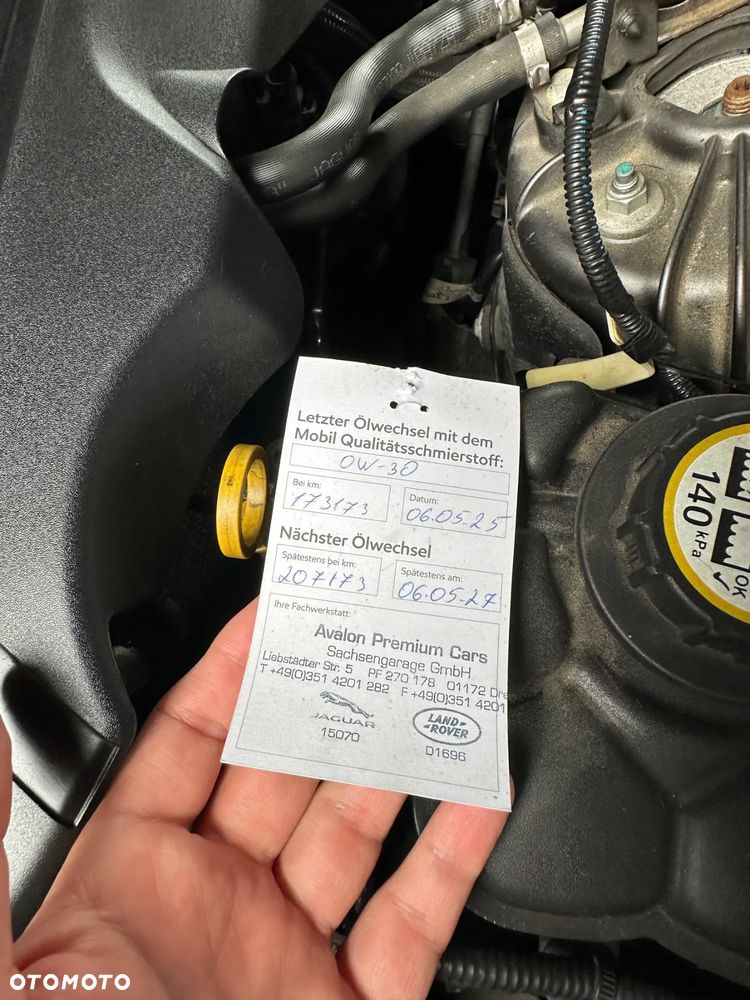 JAGUAR
Letzter Ölwechsel mit dem
Mobil Qualitätsschmierstoff:
0W-30
Bei km:
173173
Datum:
06.05.25
Nächster Ölwechsel
Spätestens bei km:
207173
Spätestens am:
06.05.27
Ihre Fachwerkstatt:
Avalon Premium Cars
Sachsengarage GmbH
Liebstädter Str. 5 PF 270 178 01172 Dre
T +49(0)351 4201 282 F +49(0)351 4201
JAGUAR
15070
LAND-
ROVER
D1696
140
kPa
OK
OTOMOTO